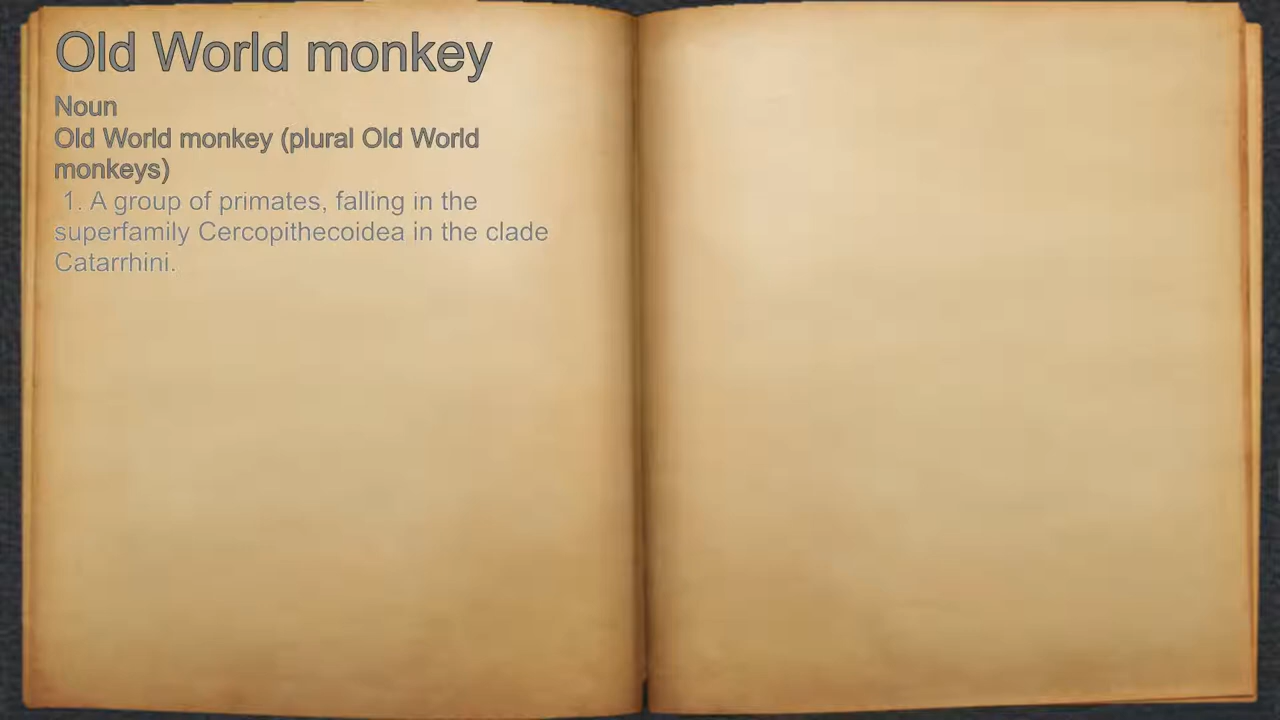 Old World monkey
Noun
Old World monkey (plural Old World
monkeys)
1. A group of primates, falling in the
superfamily Cercopithecoidea in the clade
Catarrhini.